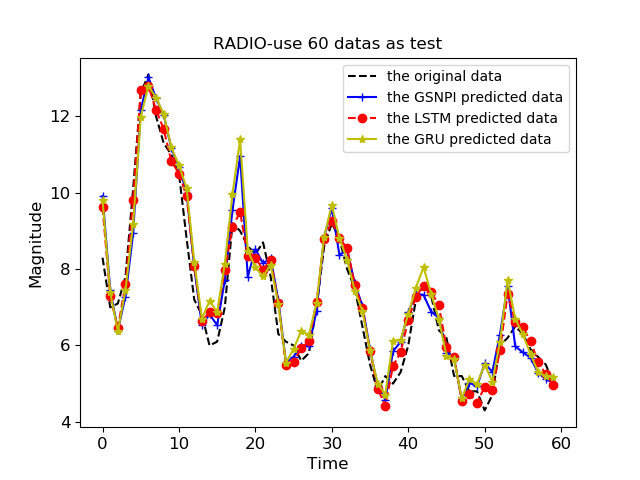 RADIO-use 60 datas as test
the original data
the GSNPI predicted data
the LSTM predicted data
the GRU predicted data
Magnitude
12
10
8
6
4
0 10 20 30 40 50 60
Time